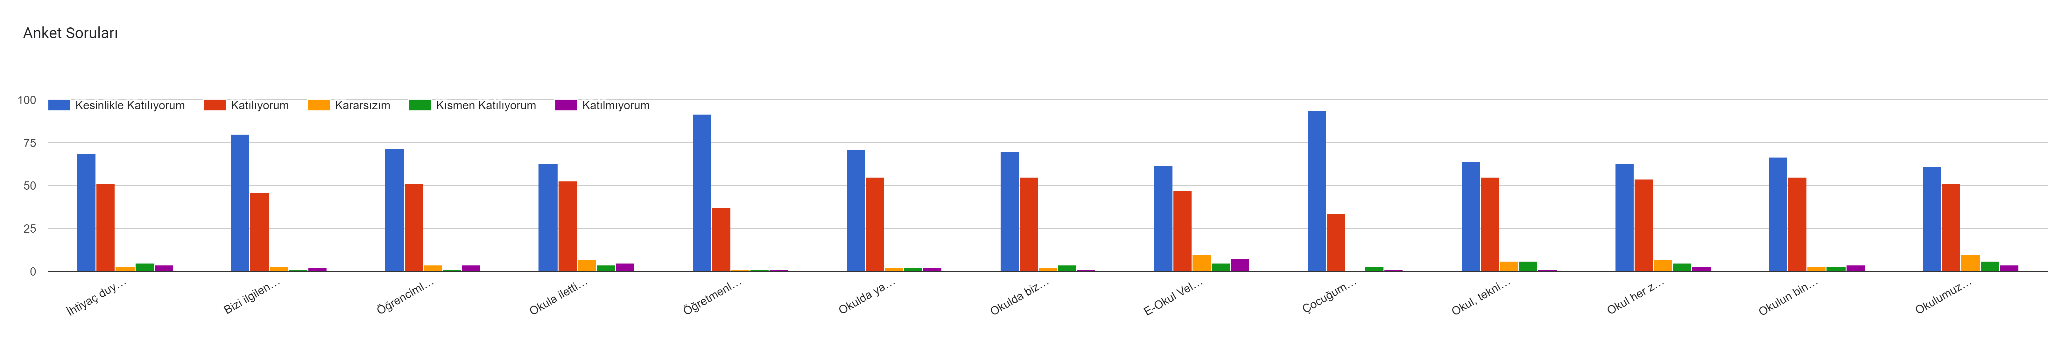 Anket Soruları
100
Kesinlikle Katılıyorum Katılıyorum Kararsızım Kısmen Katılıyorum Katılmıyorum
75
50
25
0
İhtiyaç duy…
Bizi ilgilen…
Öğrenciml…
Okula iletti…
Öğretmenl…
Okulda ya…
Okulda biz…
E-Okul Vel…
Çocuğum…
Okul, tekni…
Okul her z…
Okulun bin…
Okulumuz…